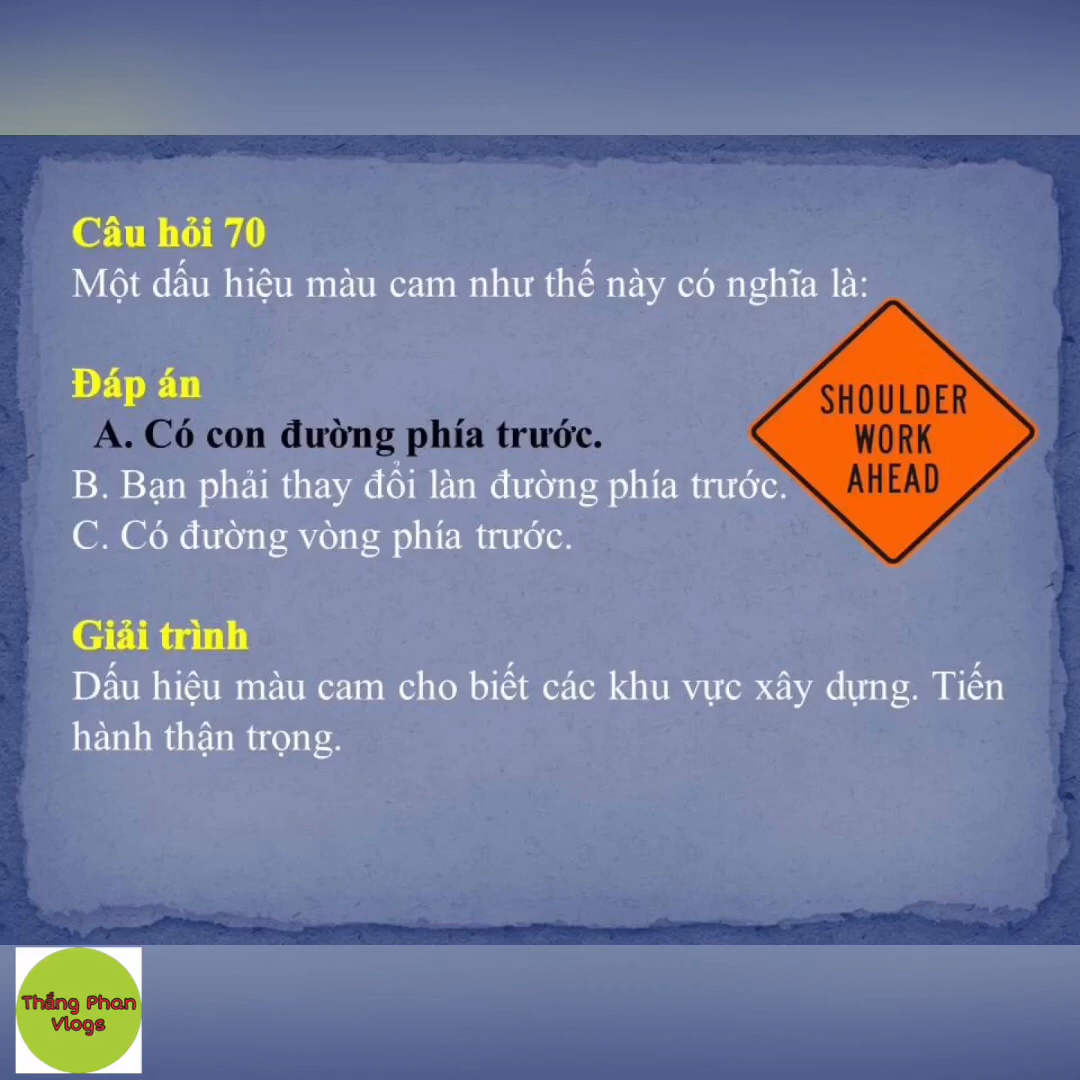 Câu hỏi 70
Một dấu hiệu màu cam như thế này có nghĩa là:
Đáp án
A. Có con đường phía trước.
B. Bạn phải thay đổi làn đường phía trước.
C. Có đường vòng phía trước.
SHOULDER
WORK
AHEAD
Giải trình
Dấu hiệu màu cam cho biết các khu vực xây dựng. Tiến
hành thận trọng.
Thắng Phan
Vlogs